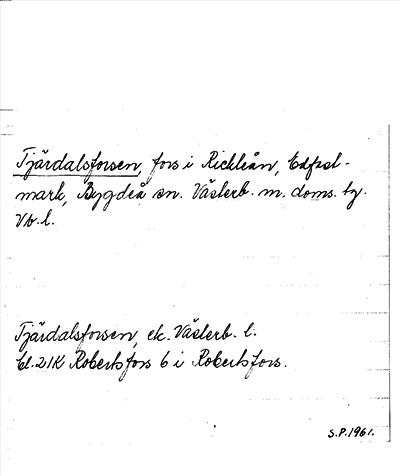 Tjärdalsforsen, fors i Rickleån, Edfast-
mark, Bygdeå sn. Västerb. m. doms. tg.
Vb. l.
Tjärdalsforsen, ek. Västerb. l.
bl. 21K Robertsfors 6 i Robertsfors.
S.P. 1961.